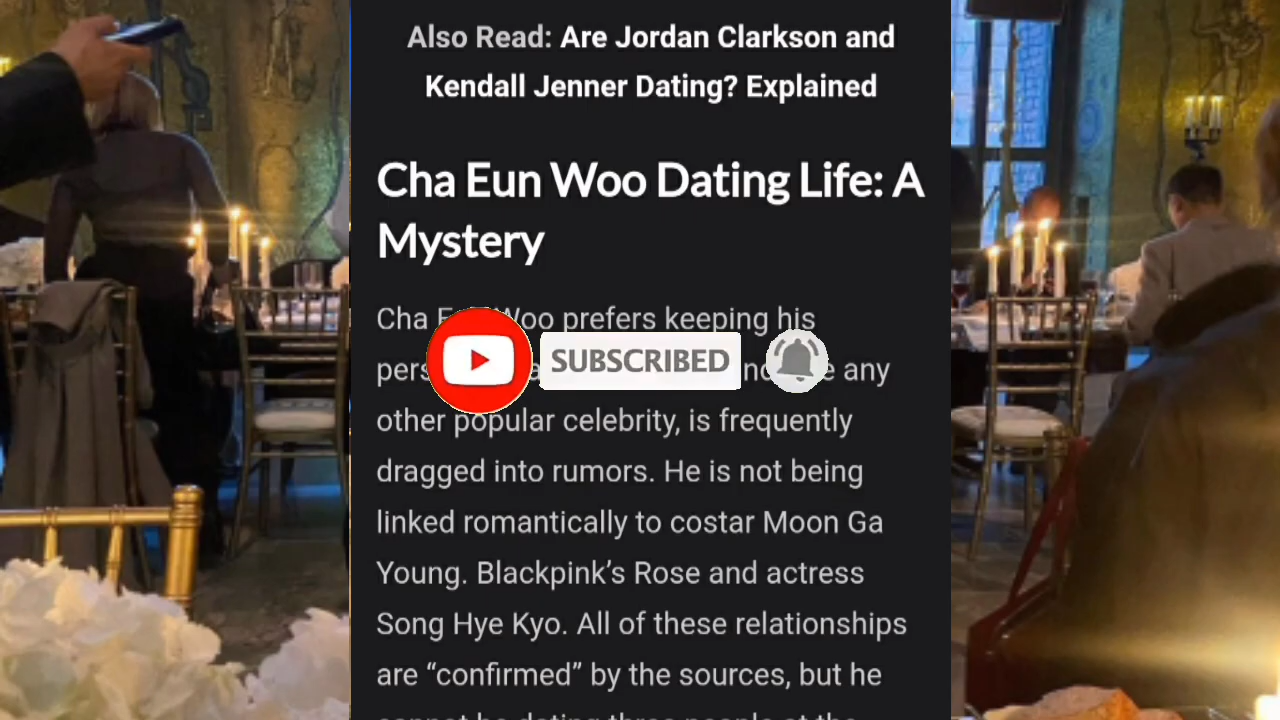 Also Read: Are Jordan Clarkson and
Kendall Jenner Dating? Explained
Cha Eun Woo Dating Life: A
Mystery
Cha Woo prefers keeping his
SUBSCRIBED
any
other popular celebrity, is frequently
dragged into rumors. He is not being
linked romantically to costar Moon Ga
Young. Blackpink's Rose and actress
Song Hye Kyo. All of these relationships
are “confirmed” by the sources, but he